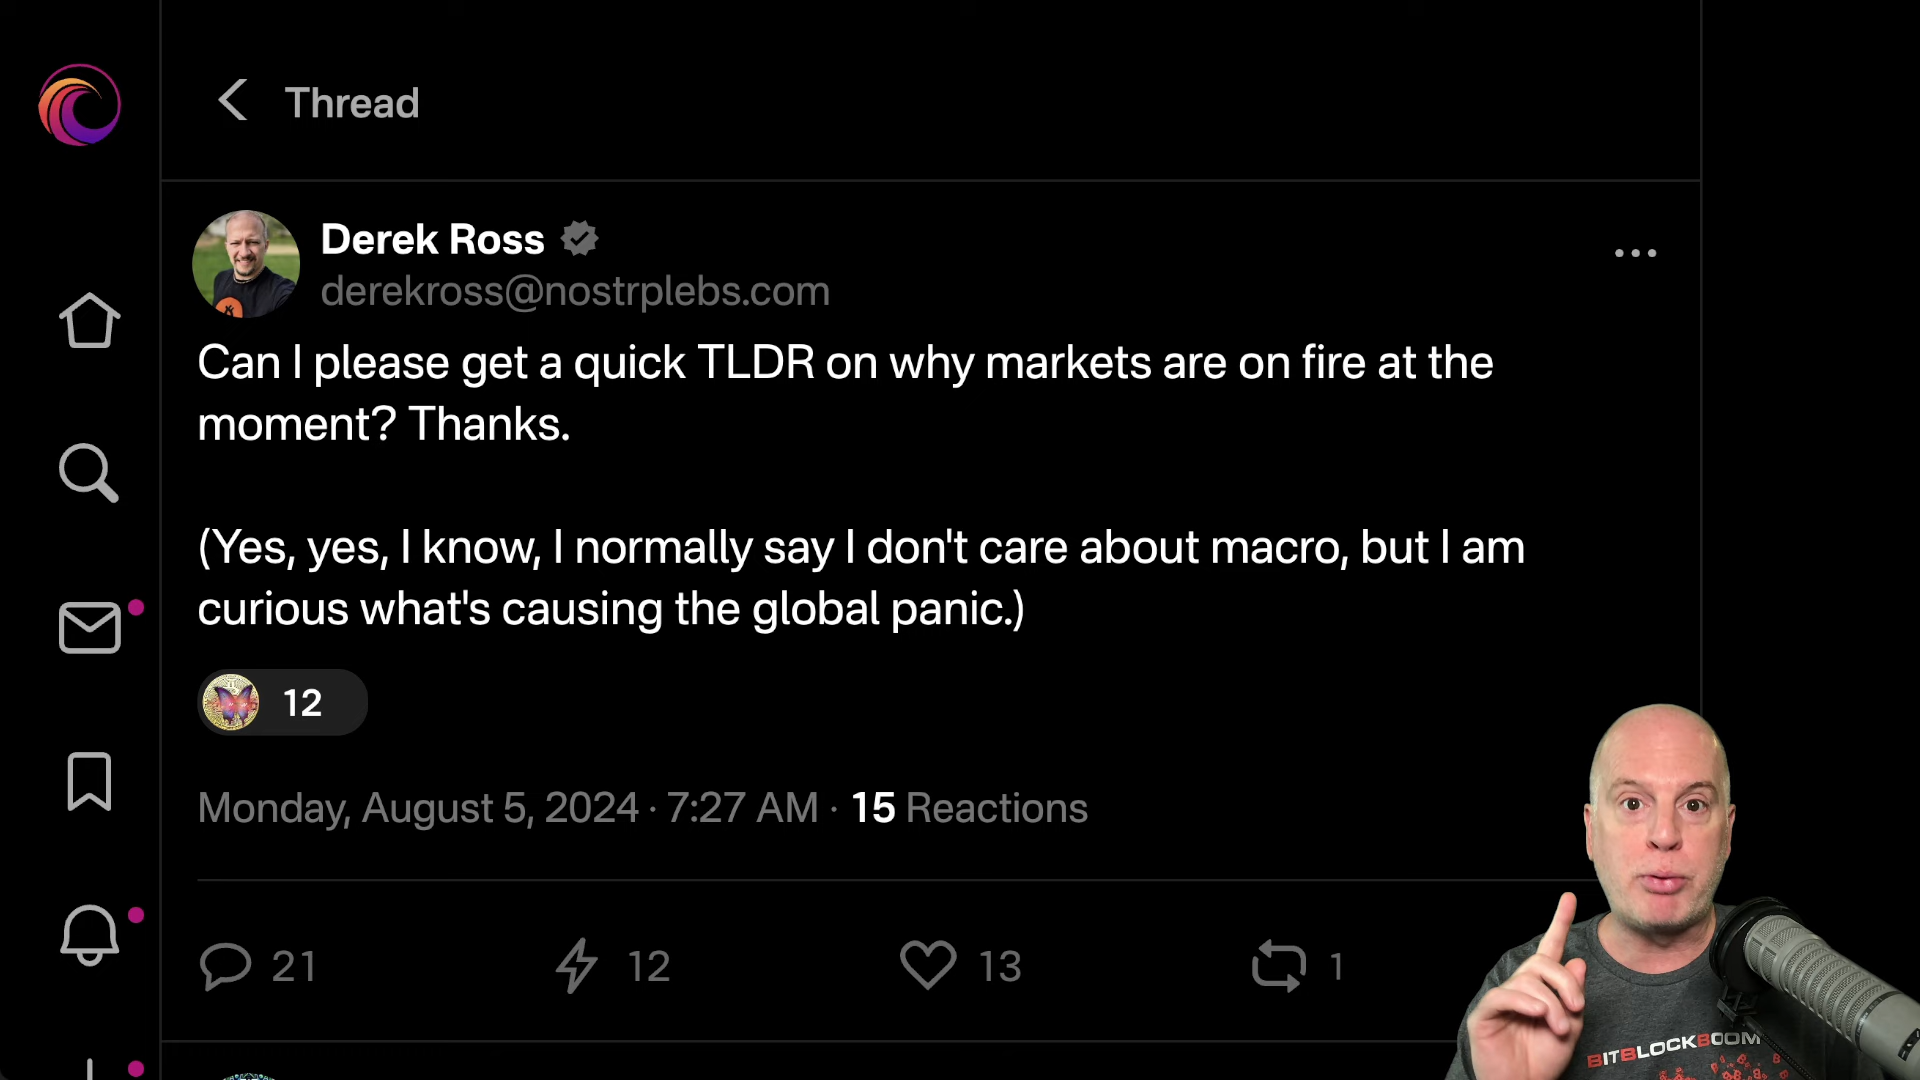 Thread
Derek Ross
derekross@nostrplebs.com
Can I please get a quick TLDR on why markets are on fire at the
moment? Thanks.
(Yes, yes, I know, I normally say I don't care about macro, but I am
curious what's causing the global panic.)
12
Monday, August 5, 2024 · 7:27 AM · 15 Reactions
21 12 13 1
BITBLOCKBOOM